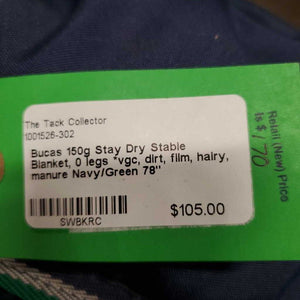 The Tack Collector
1001526-302
Bucas 150g Stay Dry Stable
Blanket, 0 legs *vgc, dirt, film, hairy,
manure Navy/Green 78"
SWBKRC
$105.00
Retail (New) Price
is $170